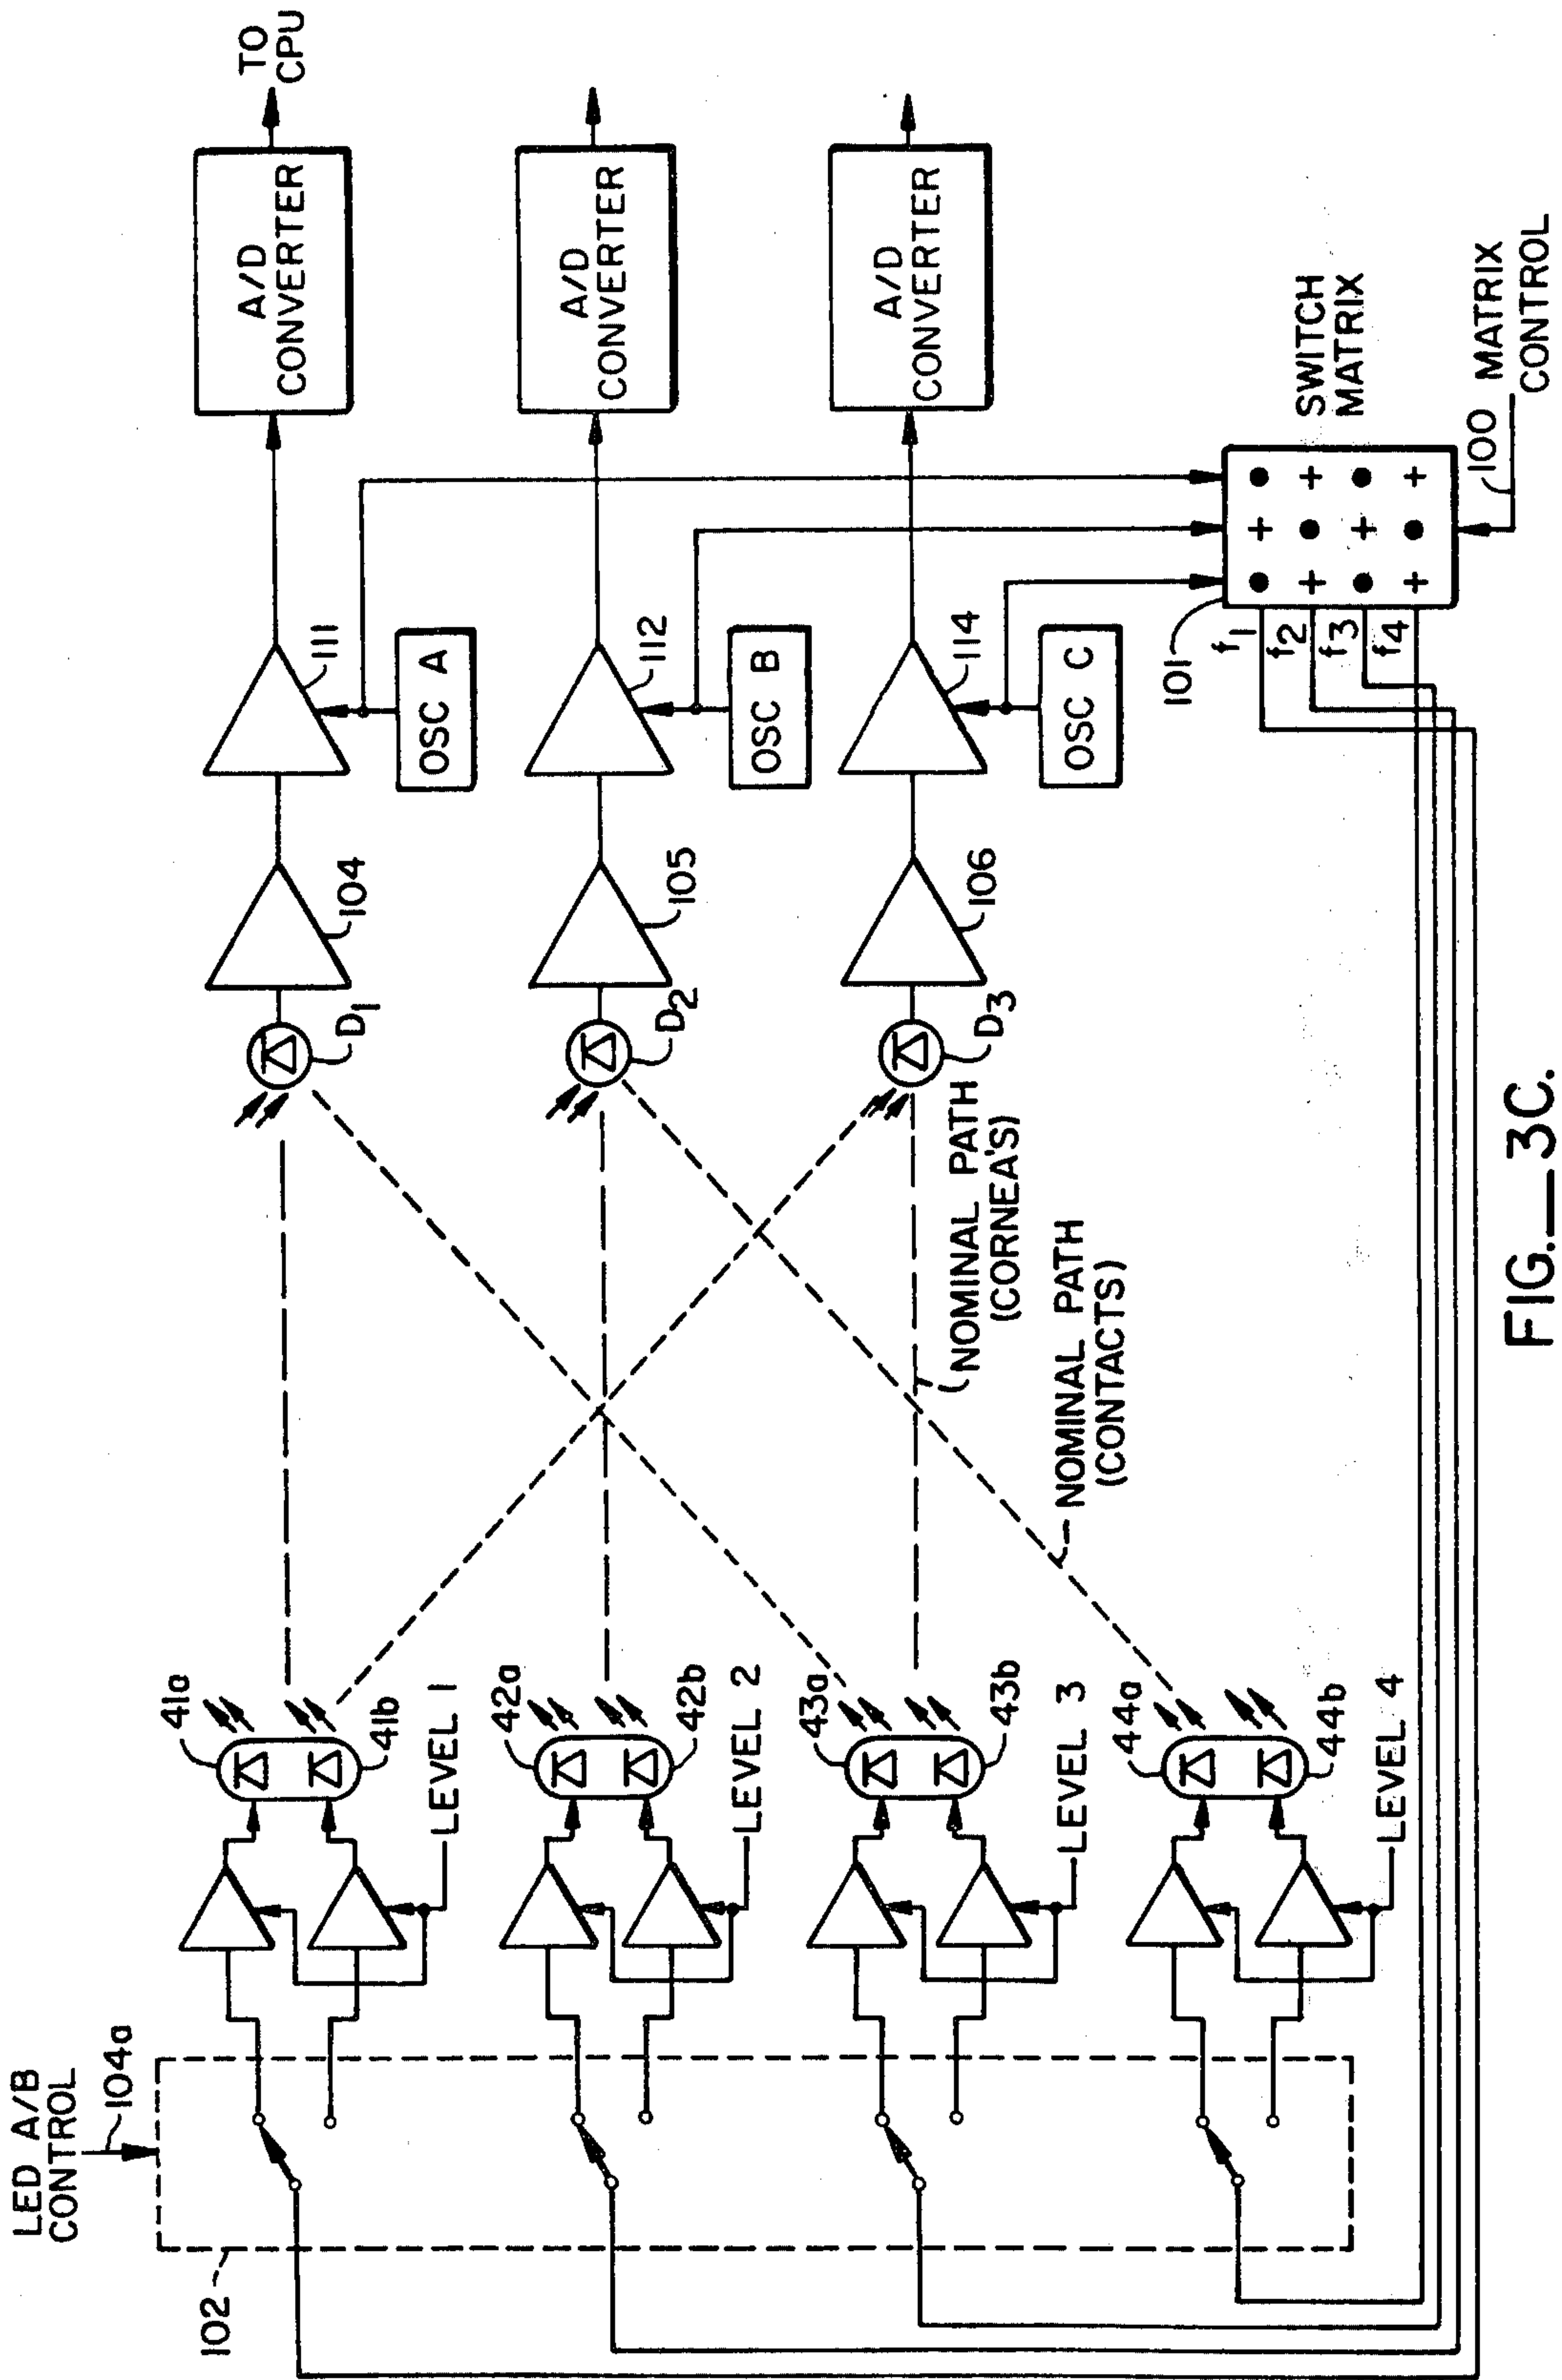 LED A/B
CONTROL
104a
102
41a
41b
LEVEL 1
42a
42b
LEVEL 2
43a
43b
LEVEL 3
44a
44b
LEVEL 4
NOMINAL PATH
(CORNEA'S)
NOMINAL PATH
(CONTACTS)
D1
D2
D3
104
105
106
111
112
114
OSC A
OSC B
OSC C
A/D
CONVERTER
TO
CPU
A/D
CONVERTER
A/D
CONVERTER
SWITCH
MATRIX
101
f1
f2
f3
f4
100
MATRIX
CONTROL
FIG._3C.